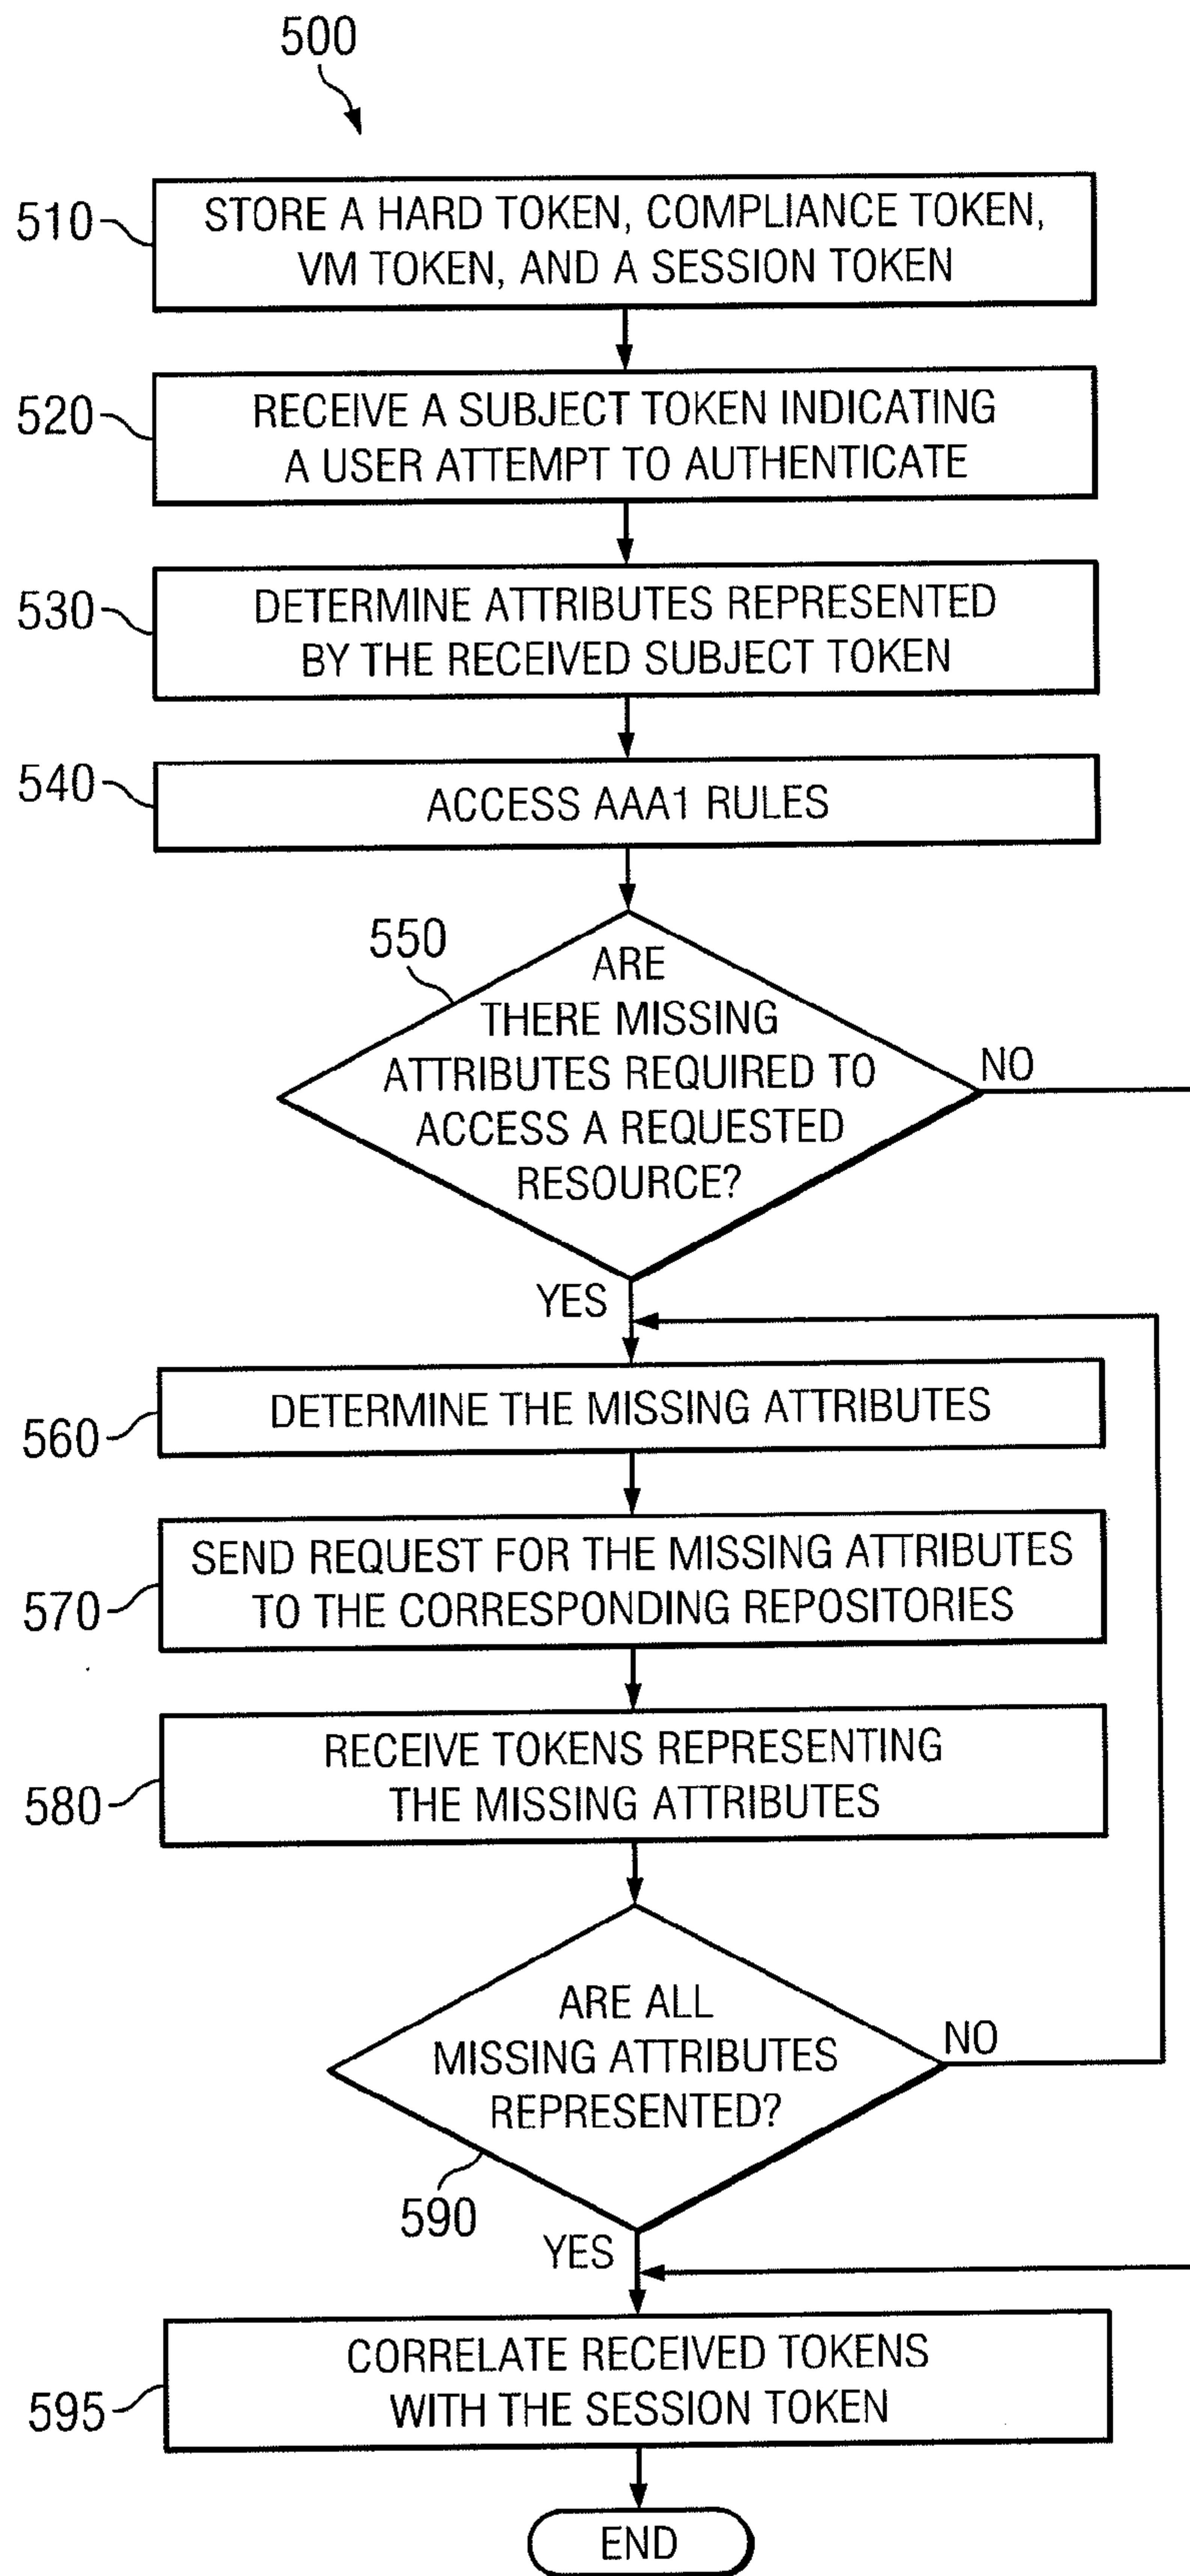 500
510
STORE A HARD TOKEN, COMPLIANCE TOKEN,
VM TOKEN, AND A SESSION TOKEN
520
RECEIVE A SUBJECT TOKEN INDICATING
A USER ATTEMPT TO AUTHENTICATE
530
DETERMINE ATTRIBUTES REPRESENTED
BY THE RECEIVED SUBJECT TOKEN
540
ACCESS AAA1 RULES
550
ARE
THERE MISSING
ATTRIBUTES REQUIRED TO
ACCESS A REQUESTED
RESOURCE?
NO
YES
560
DETERMINE THE MISSING ATTRIBUTES
570
SEND REQUEST FOR THE MISSING ATTRIBUTES
TO THE CORRESPONDING REPOSITORIES
580
RECEIVE TOKENS REPRESENTING
THE MISSING ATTRIBUTES
ARE ALL
MISSING ATTRIBUTES
REPRESENTED?
NO
590
YES
595
CORRELATE RECEIVED TOKENS
WITH THE SESSION TOKEN
END